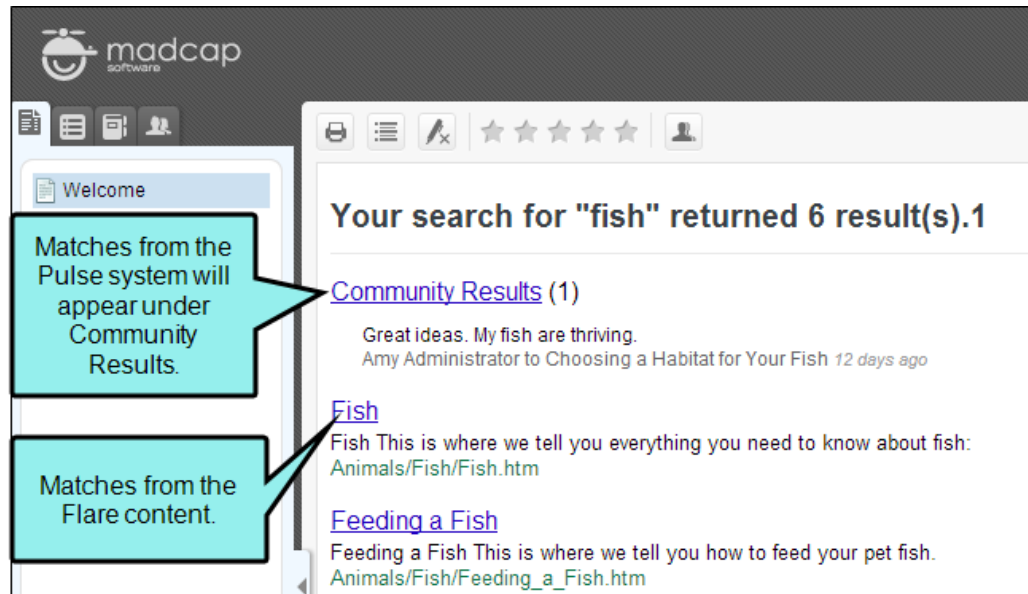 madcap
software
Welcome
Your search for "fish" returned 6 result(s).1
Matches from the
Pulse system will
appear under
Community
Results.
Community Results (1)
Great ideas. My fish are thriving.
Amy Administrator to Choosing a Habitat for Your Fish 12 days ago
Fish
Fish This is where we tell you everything you need to know about fish:
Animals/Fish/Fish.htm
Matches from the
Flare content.
Feeding a Fish
Feeding a Fish This is where we tell you how to feed your pet fish.
Animals/Fish/Feeding_a_Fish.htm